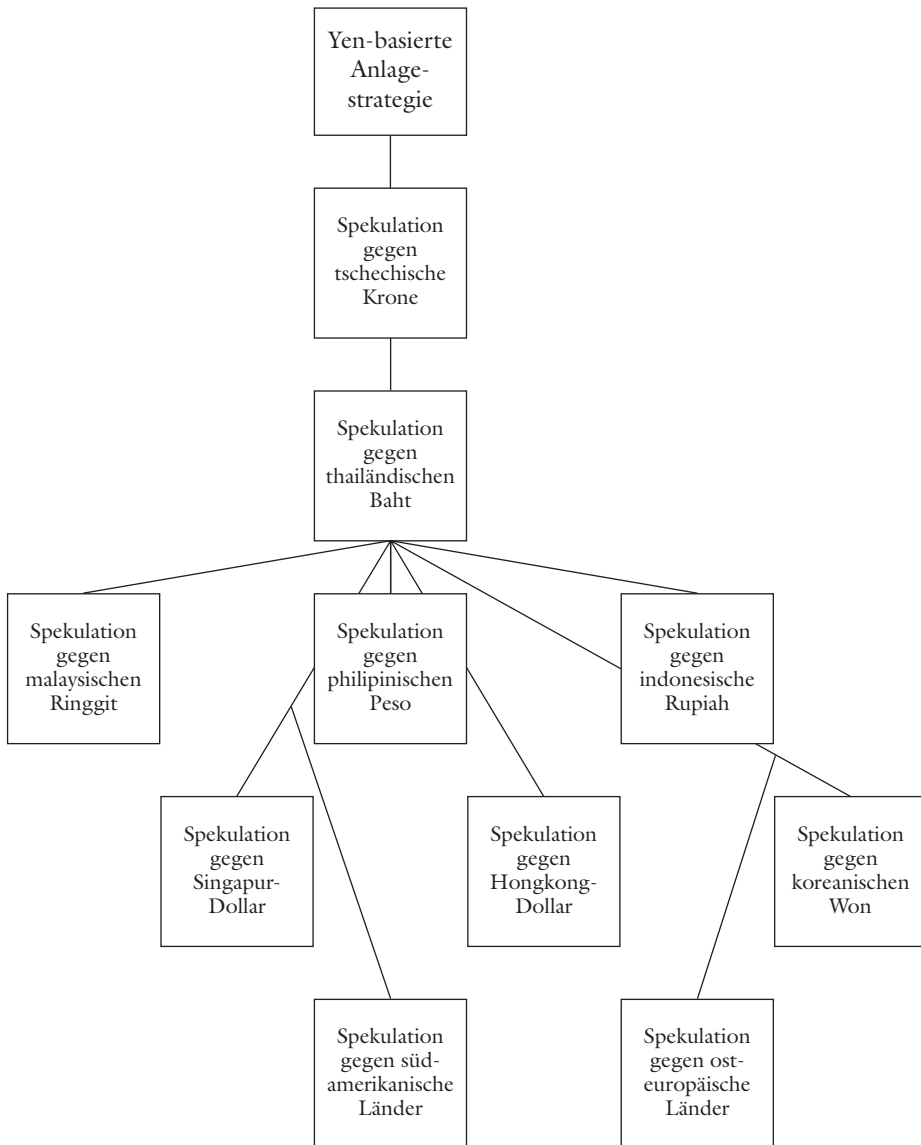 Yen-basierte
Anlage-
strategie
Spekulation
gegen
tschechische
Krone
Spekulation
gegen
thailändischen
Baht
Spekulation
gegen
malaysischen
Ringgit
Spekulation
gegen
philipinischen
Peso
Spekulation
gegen
indonesische
Rupiah
Spekulation
gegen
Singapur-
Dollar
Spekulation
gegen
Hongkong-
Dollar
Spekulation
gegen
koreanischen
Won
Spekulation
gegen süd-
amerikanische
Länder
Spekulation
gegen ost-
europäische
Länder